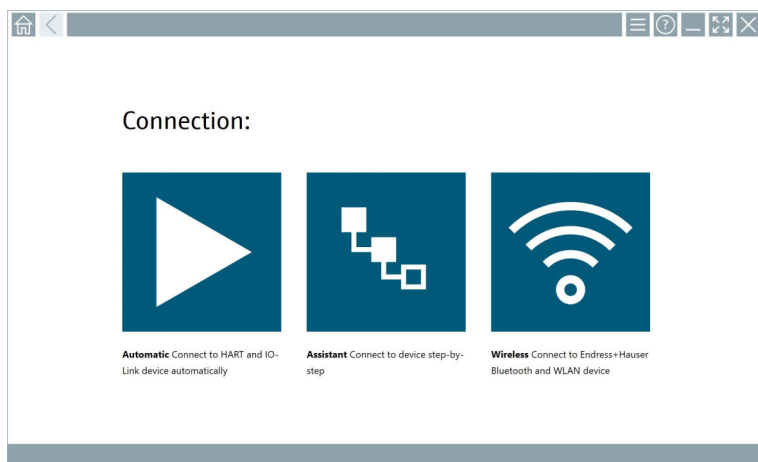 Connection:
Automatic Connect to HART and IO-
Link device automatically
Assistant Connect to device step-by-
step
Wireless Connect to Endress+Hauser
Bluetooth and WLAN device